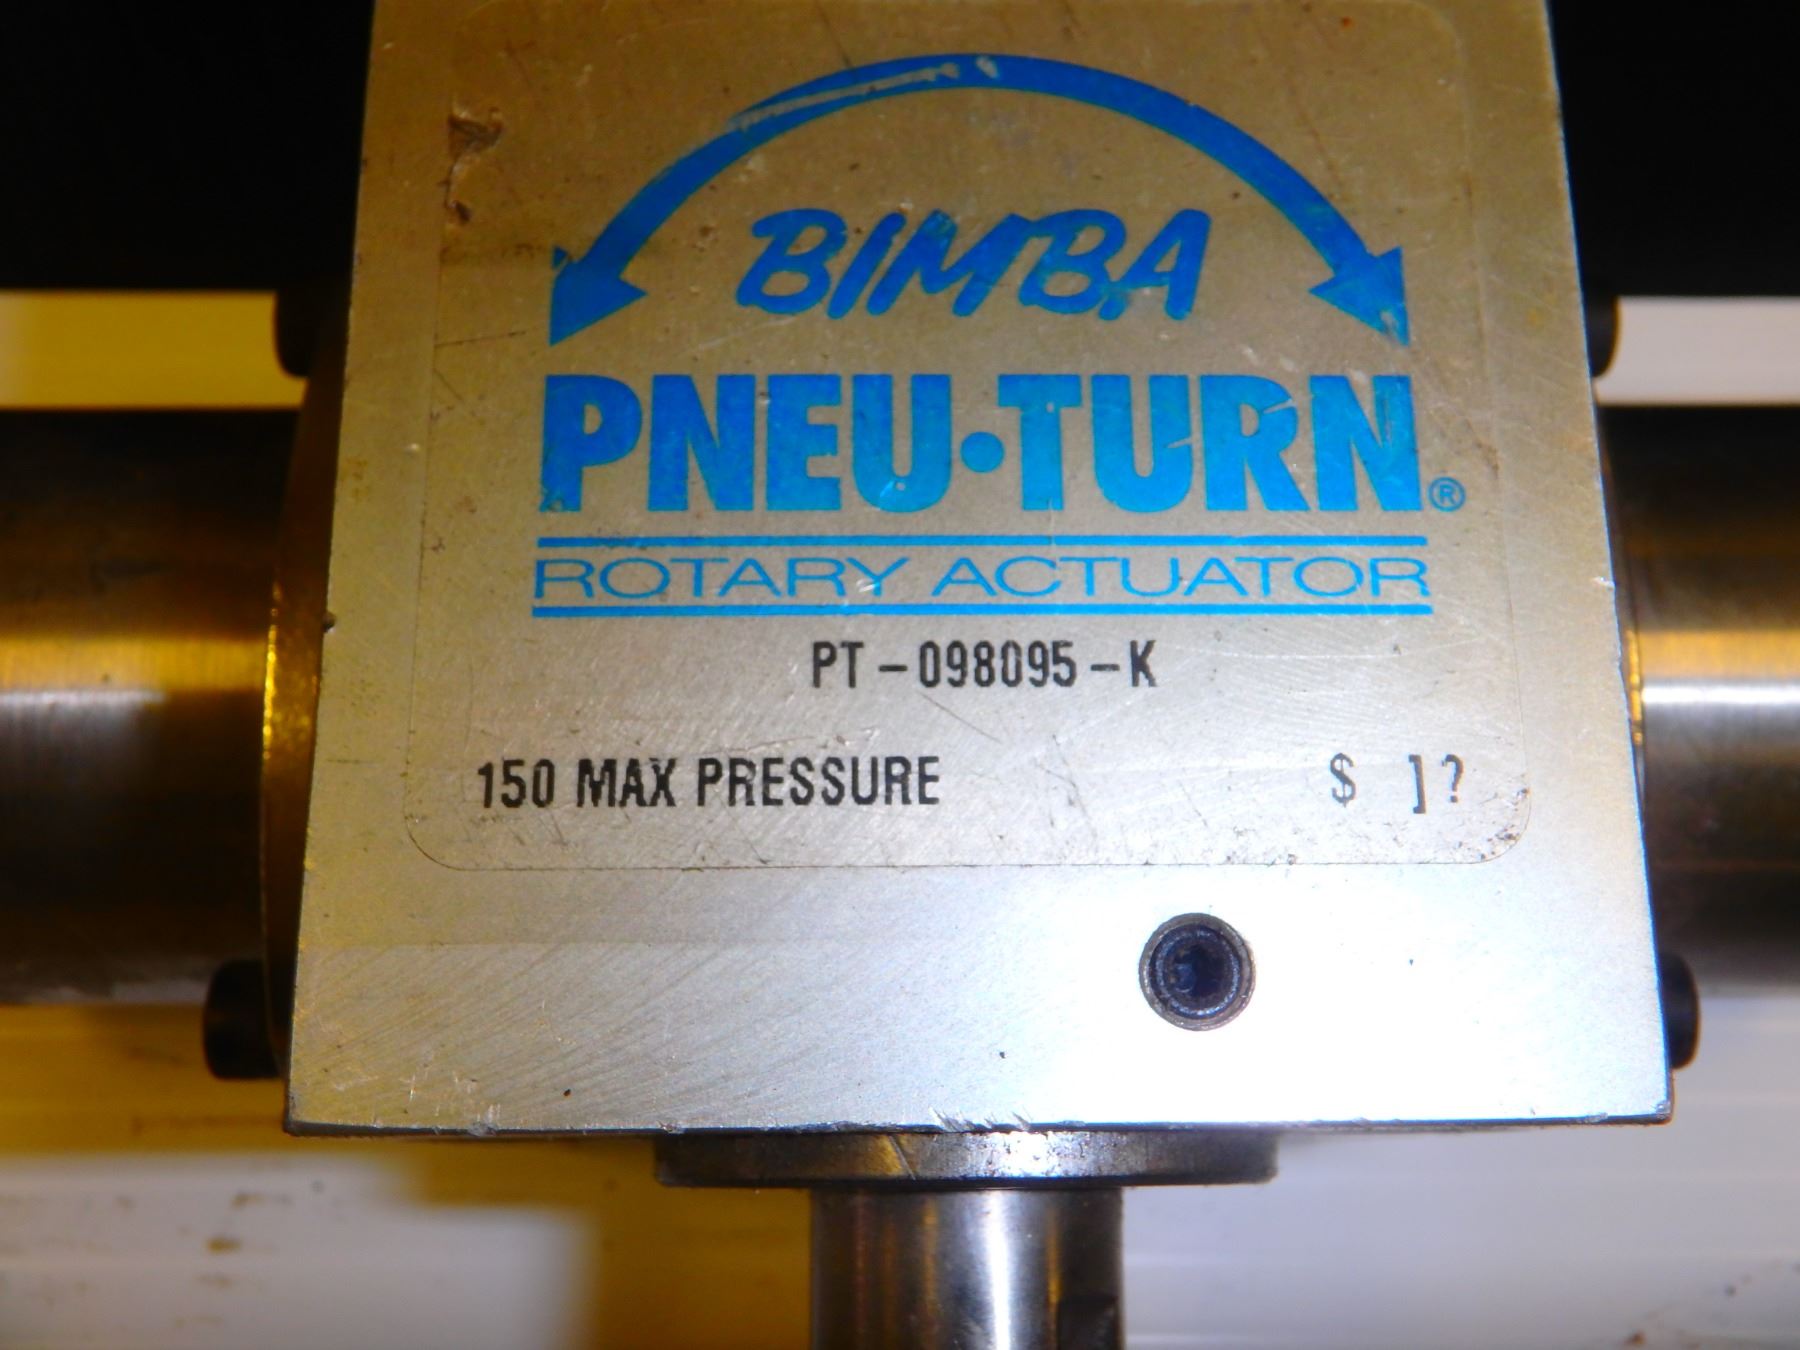 BIMBA
PNEU·TURN®
ROTARY ACTUATOR
PT-098095-K
150 MAX PRESSURE $ ]?